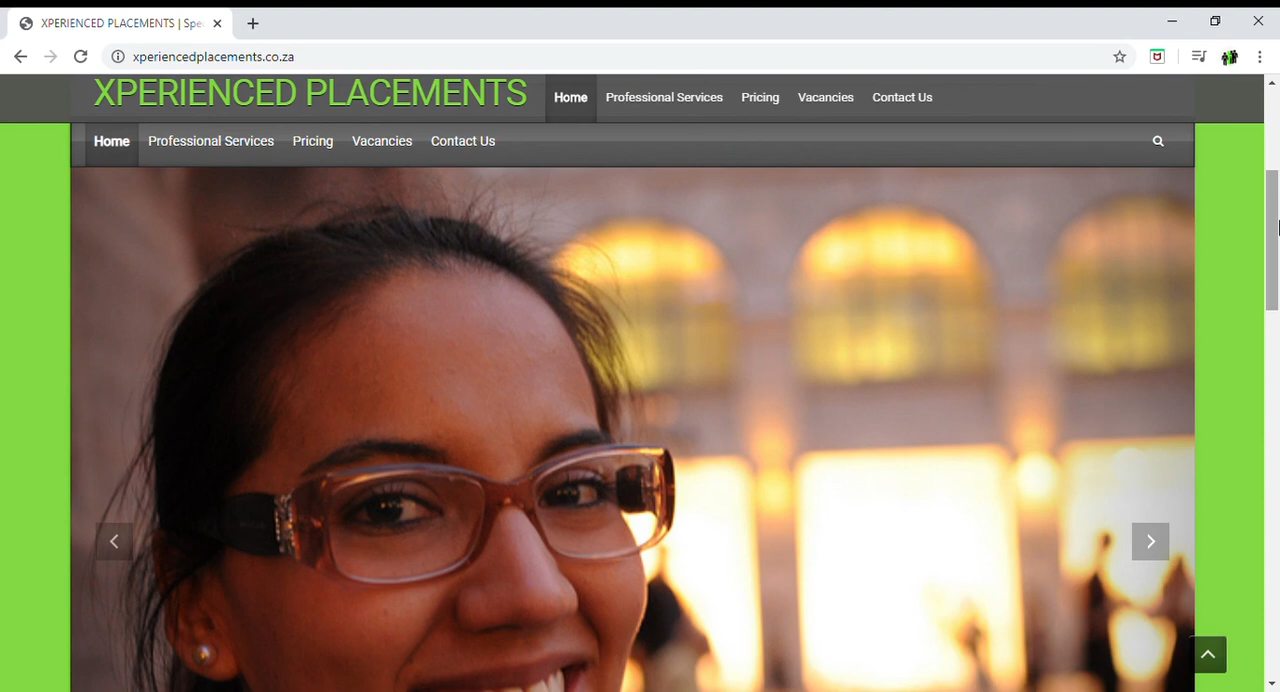 XPERIENCED PLACEMENTS | Spe
xperiencedplacements.co.za
XPERIENCED PLACEMENTS
Home Professional Services Pricing Vacancies Contact Us
Home Professional Services Pricing Vacancies Contact Us